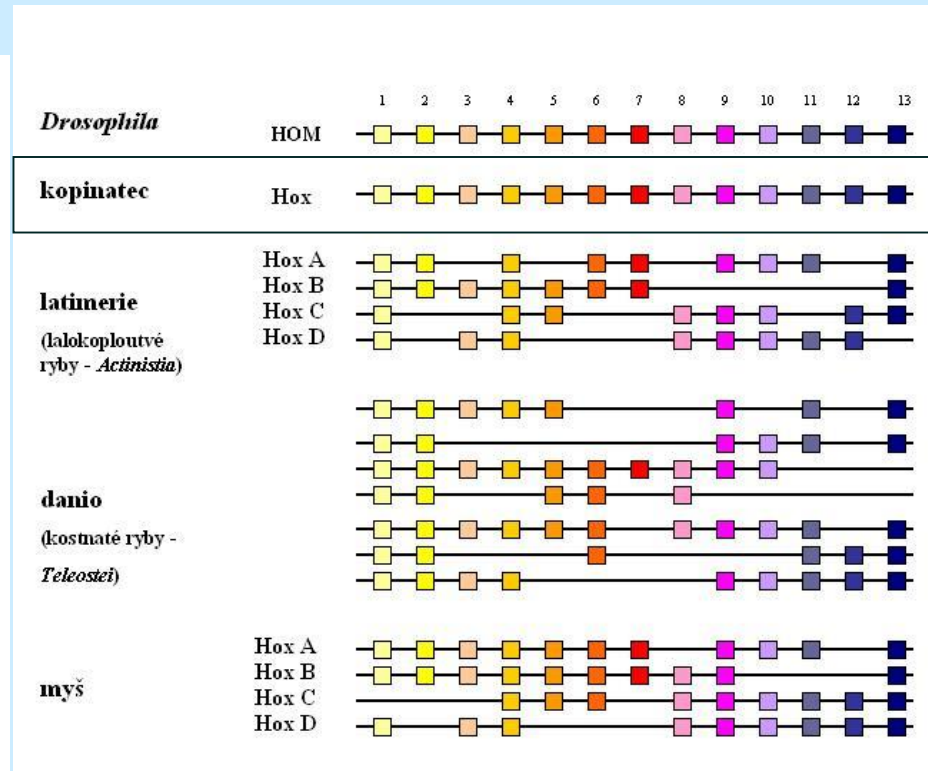 1 2 3 4 5 6 7 8 9 10 11 12 13
Drosophila HOM
kopinatec Hox
Hox A
Hox B
latimerie
Hox C
(lalokoploutvé Hox D
ryby - Actinistia)
danio
(kostnaté ryby -
Teleostei)
Hox A
Hox B
myš
Hox C
Hox D